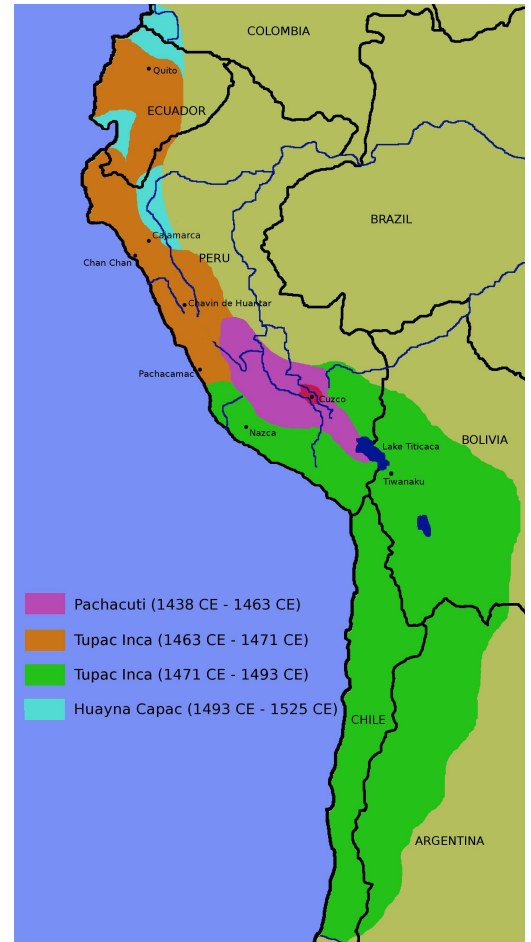 COLOMBIA
Quito
ECUADOR
BRAZIL
Cajamarca
PERU
Chan Chan
Chavin de Huantar
Pachacamac
Cuzco
Nazca
Lake Titicaca
BOLIVIA
Tiwanaku
Pachacuti (1438 CE - 1463 CE)
Tupac Inca (1463 CE - 1471 CE)
Tupac Inca (1471 CE - 1493 CE)
Huayna Capac (1493 CE - 1525 CE)
CHILE
ARGENTINA